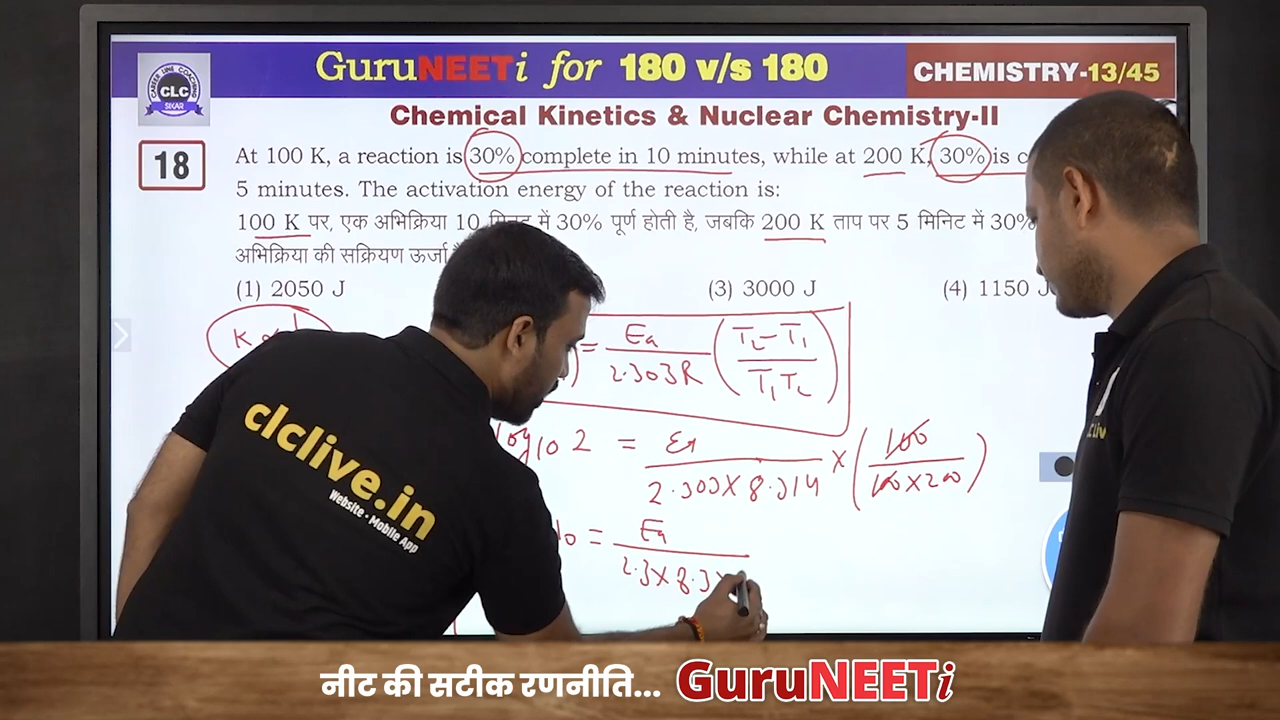 GuruNEETi for 180 v/s 180
CHEMISTRY-13/45
CAREER LINE COACHING
CLC
SIKAR
Chemical Kinetics & Nuclear Chemistry-II
18
At 100 K, a reaction is 30% complete in 10 minutes, while at 200 K, 30% is
5 minutes. The activation energy of the reaction is:
100 K पर, एक अभिक्रिया 10 मिनट में 30% पूर्ण होती है, जबकि 200 K ताप पर 5 मिनिट में 30%
अभिक्रिया की सक्रियण ऊर्जा
(1) 2050 J
(3) 3000 J
(4) 1150 J
= Ea / 2.303R ( T2-T1 / T1T2 )
log10 2 = Ea / 2.303 X 8.314 X ( 100 / 100 X 200 )
= Ea / 2.3 X 8.3 X
clclive.in
Website • Mobile App
नीट की सटीक रणनीति... GuruNEETi